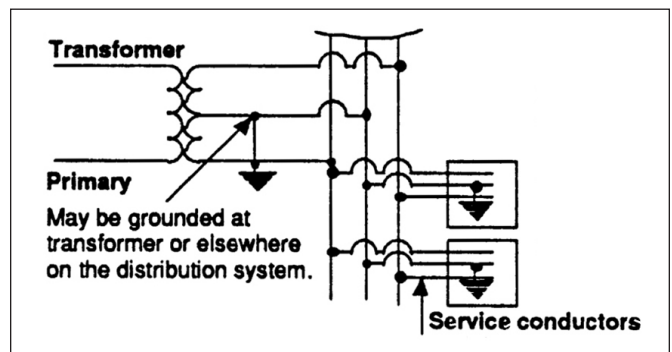 Transformer
Primary
May be grounded at
transformer or elsewhere
on the distribution system.
Service conductors